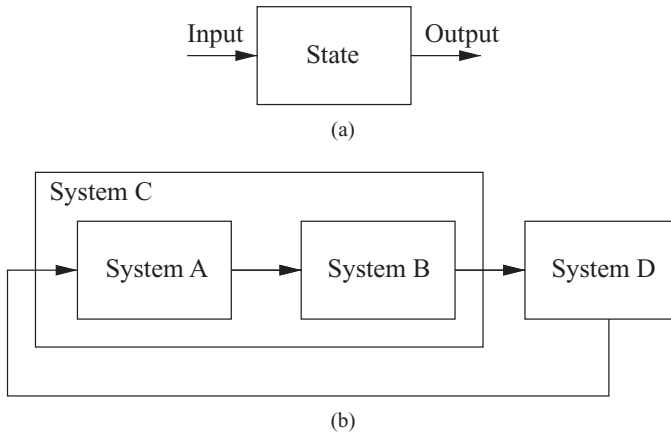 Input
State
Output
(a)
System C
System A
System B
System D
(b)